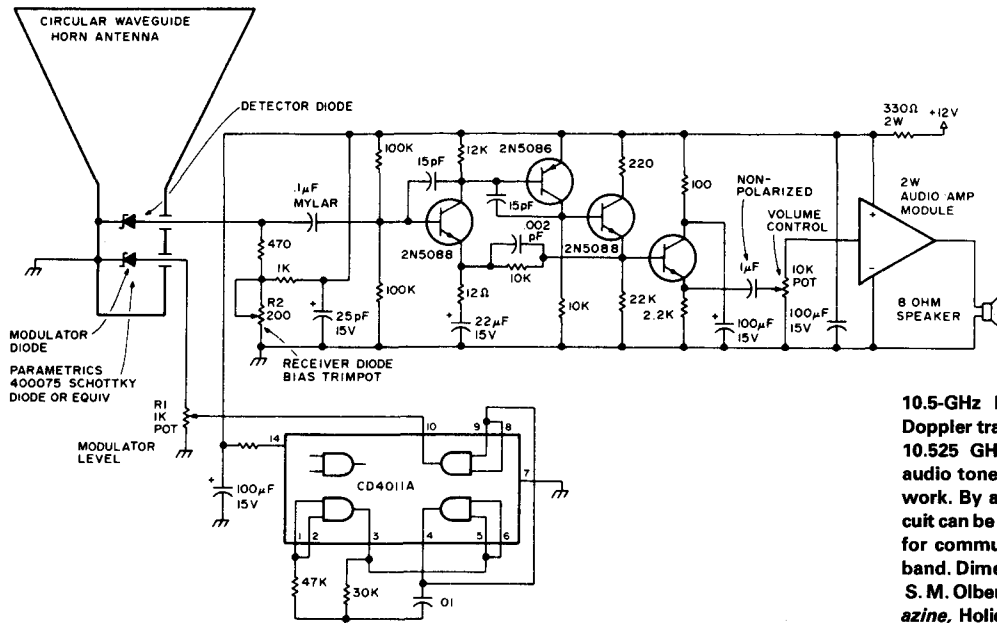 CIRCULAR WAVEGUIDE
HORN ANTENNA
DETECTOR DIODE
330Ω
2W
+12V
100K
12K
2N5086
220
100
NON-
POLARIZED
2W
AUDIO AMP
MODULE
15pF
.1µF
MYLAR
15pF
VOLUME
CONTROL
+
.002
pF
2N5088
2N5088
470
1K
10K
1µF
10K
POT
-
100K
12Ω
R2
200
+
25pF
15V
+
22µF
15V
10K
22K
2.2K
+
100µF
15V
+
100µF
15V
8 OHM
SPEAKER
MODULATOR
DIODE
RECEIVER DIODE
BIAS TRIMPOT
PARAMETRICS
400075 SCHOTTKY
DIODE OR EQUIV
R1
1K
POT
MODULATOR
LEVEL
14
10
9
8
7
+
100µF
15V
CD4011A
1
2
3
4
5
6
47K
30K
.01
10.5-GHz
Doppler tra
10.525 GH
audio tone
work. By a
cuit can be
for commu
band. Dime
S. M. Olber
azine, Holic